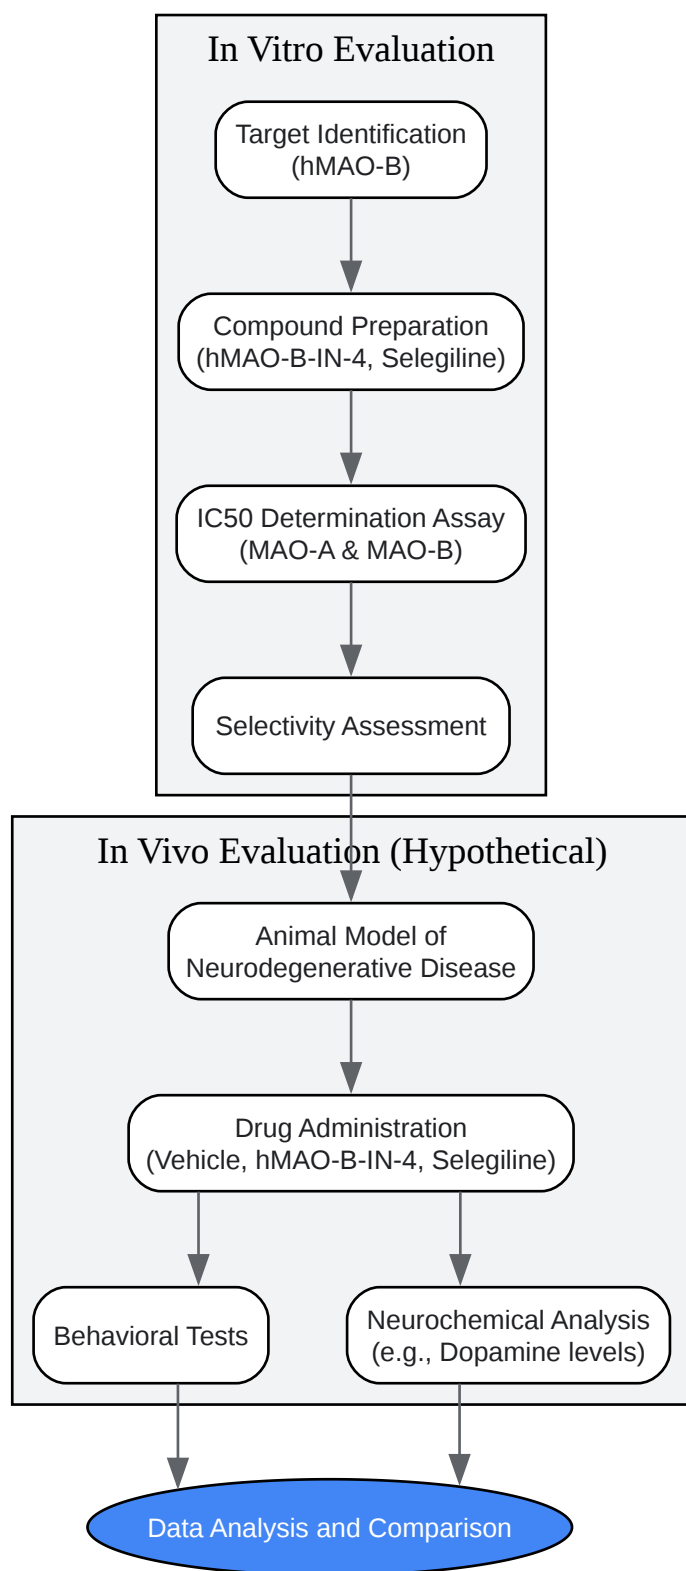 In Vitro Evaluation
Target Identification
(hMAO-B)
Compound Preparation
(hMAO-B-IN-4, Selegiline)
IC50 Determination Assay
(MAO-A & MAO-B)
Selectivity Assessment
In Vivo Evaluation (Hypothetical)
Animal Model of
Neurodegenerative Disease
Drug Administration
(Vehicle, hMAO-B-IN-4, Selegiline)
Behavioral Tests
Neurochemical Analysis
(e.g., Dopamine levels)
Data Analysis and Comparison